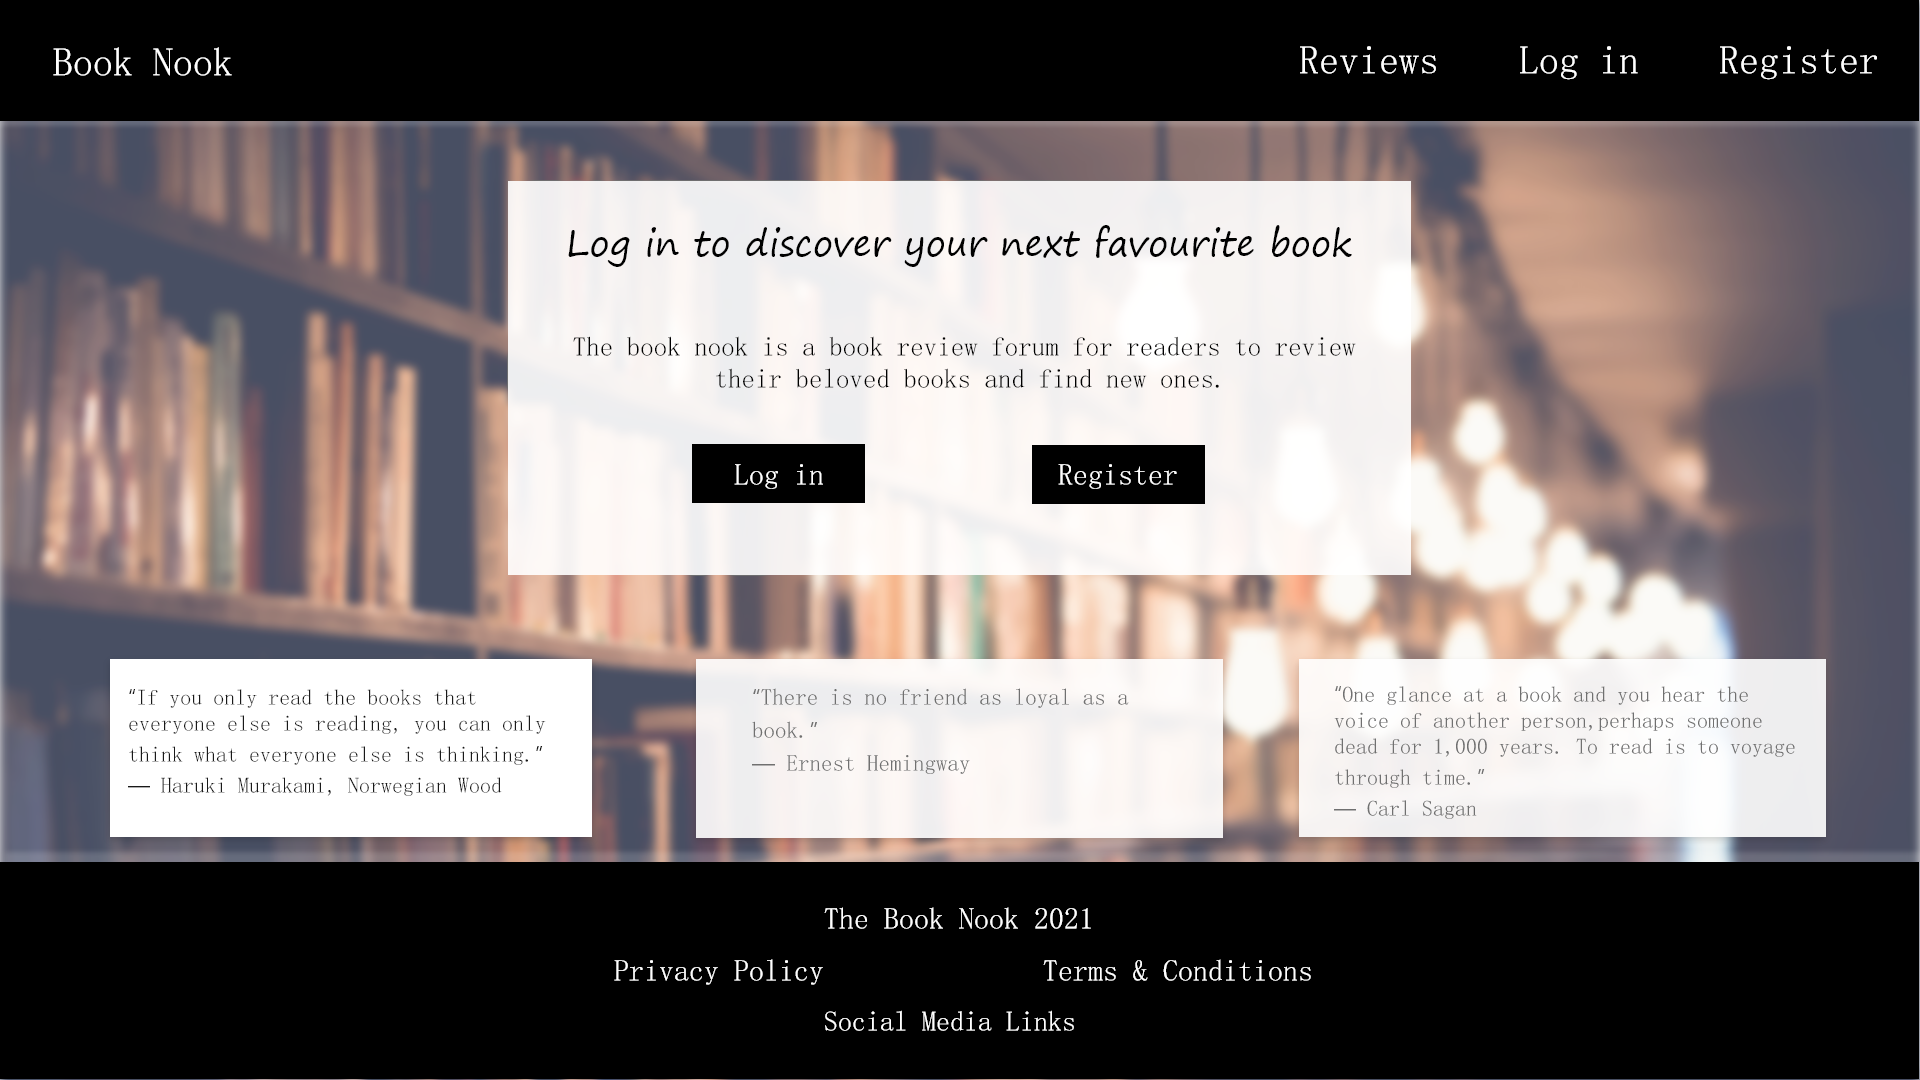 Book Nook
Reviews
Log in
Register
Log in to discover your next favourite book
The book nook is a book review forum for readers to review
their beloved books and find new ones.
Log in
Register
"If you only read the books that
everyone else is reading, you can only
think what everyone else is thinking."
― Haruki Murakami, Norwegian Wood
"There is no friend as loyal as a
book."
― Ernest Hemingway
"One glance at a book and you hear the
voice of another person,perhaps someone
dead for 1,000 years. To read is to voyage
through time."
― Carl Sagan
The Book Nook 2021
Privacy Policy
Terms & Conditions
Social Media Links